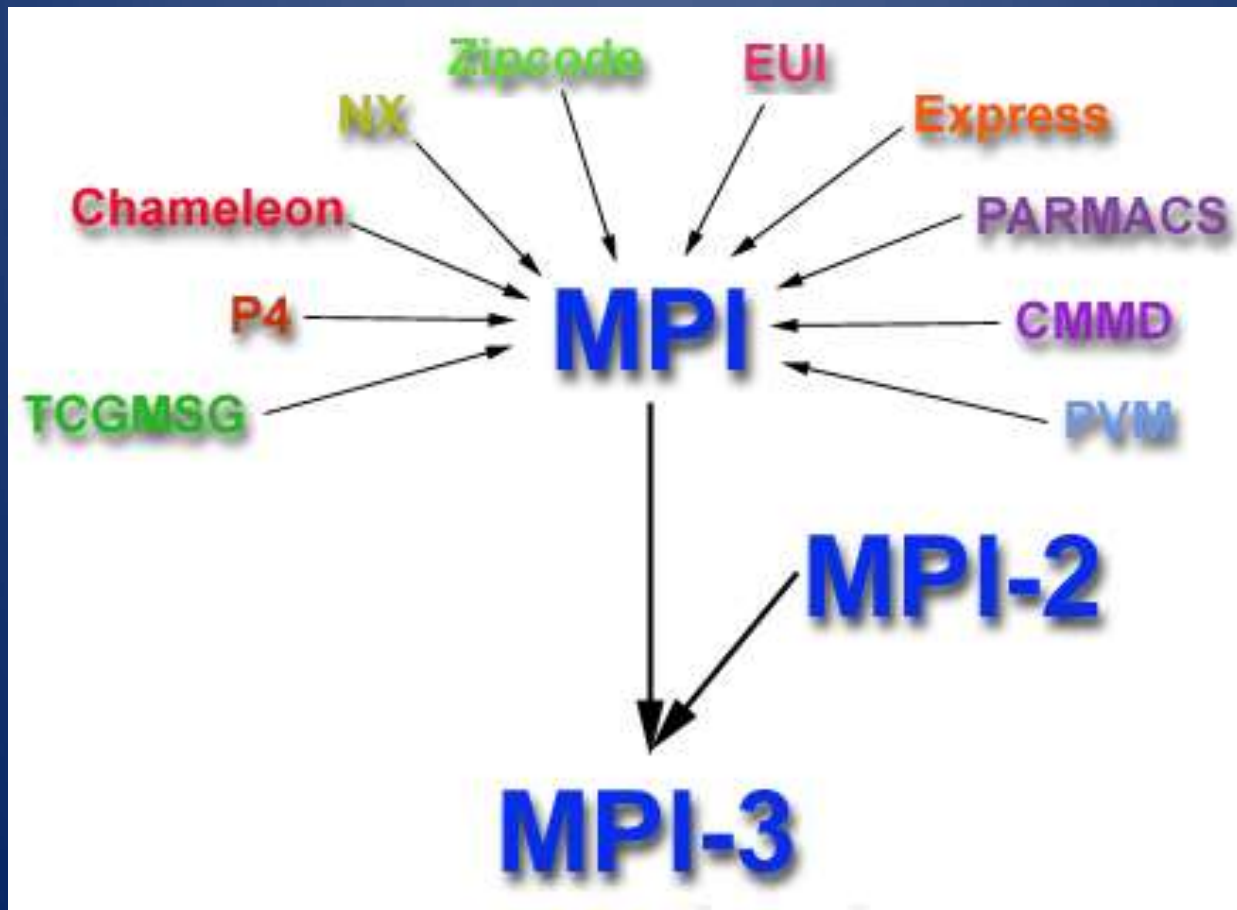 Zipcode
EUI
NX
Express
Chameleon
PARMACS
P4
MPI
CMMD
TCGMSG
PVM
MPI-2
MPI-3